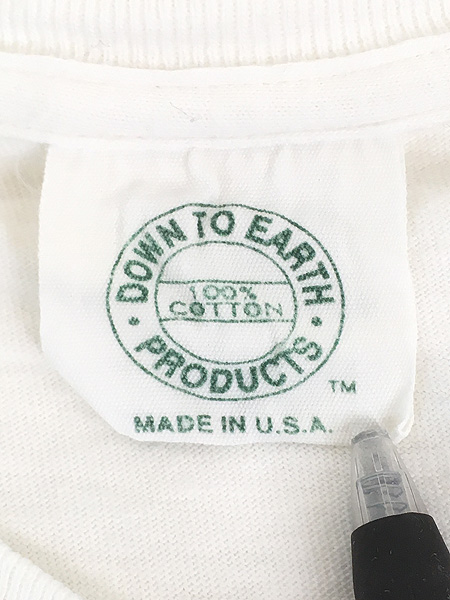 DOWN TO EARTH
100%
COTTON
• PRODUCTS •
TM
MADE IN U.S.A.